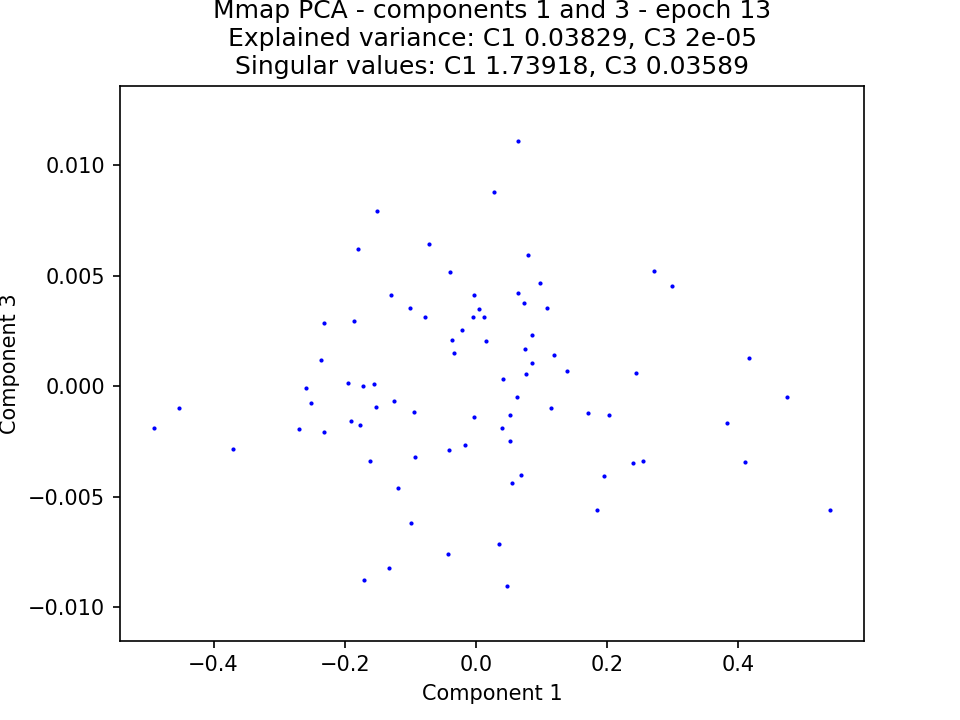 Mmap PCA - components 1 and 3 - epoch 13
Explained variance: C1 0.03829, C3 2e-05
Singular values: C1 1.73918, C3 0.03589
0.010
0.005
0.000
−0.005
−0.010
Component 3
−0.4
−0.2
0.0
0.2
0.4
Component 1